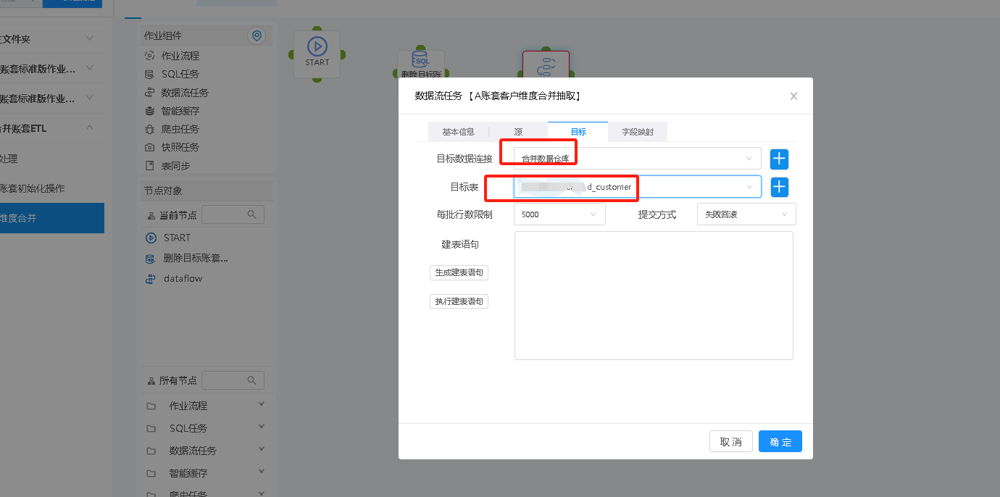 文件夹
账套标准版作业...
账套标准版作业...
并账套ETL
处理
账套初始化操作
维度合并
作业组件
作业流程
SQL任务
数据流任务
智能缓存
爬虫任务
快照任务
表同步
节点对象
当前节点
START
删除目标账套...
dataflow
所有节点
作业流程
SQL任务
数据流任务
智能缓存
爬虫任务
START
SQL
删除目标账
数据流任务 【A账套客户维度合并抽取】
基本信息 源 目标 字段映射
目标数据连接 合并数据仓库
目标表 d_customer
每批行数限制 5000 提交方式 失败回滚
建表语句
生成建表语句
执行建表语句
取 消 确 定